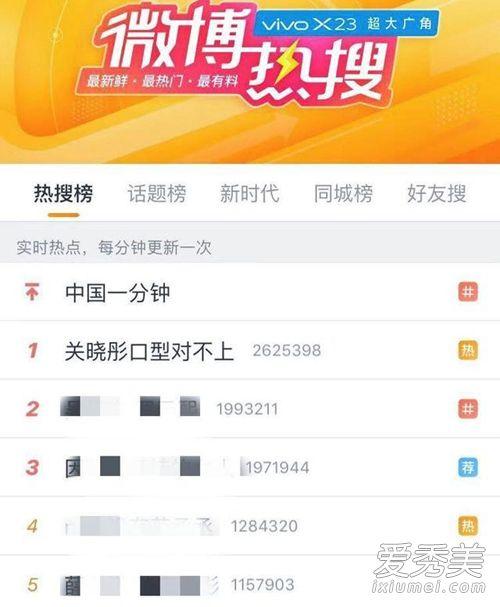 vivo X23 超大广角
微博热搜
最新鲜·最热门·最有料
热搜榜 话题榜 新时代 同城榜 好友搜
实时热点，每分钟更新一次
中国一分钟 #
1 关晓彤口型对不上 2625398 热
2 1993211 #
3 因 1971944 荐
4 1284320 热
5 1157903
爱秀美
ixiumei.com